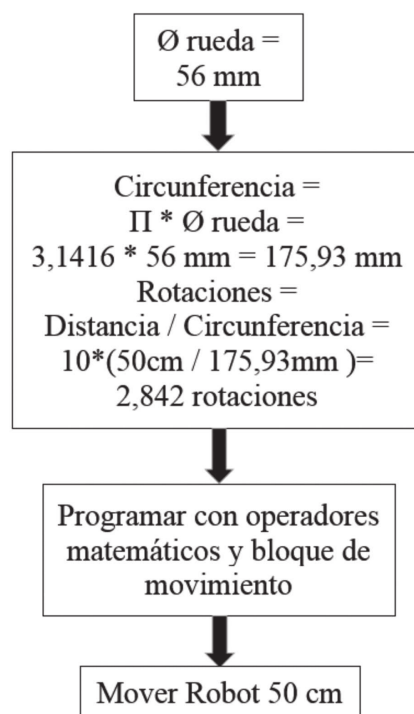 Ø rueda =
56 mm
Circunferencia =
Π * Ø rueda =
3,1416 * 56 mm = 175,93 mm
Rotaciones =
Distancia / Circunferencia =
10*(50cm / 175,93mm )=
2,842 rotaciones
Programar con operadores
matemáticos y bloque de
movimiento
Mover Robot 50 cm